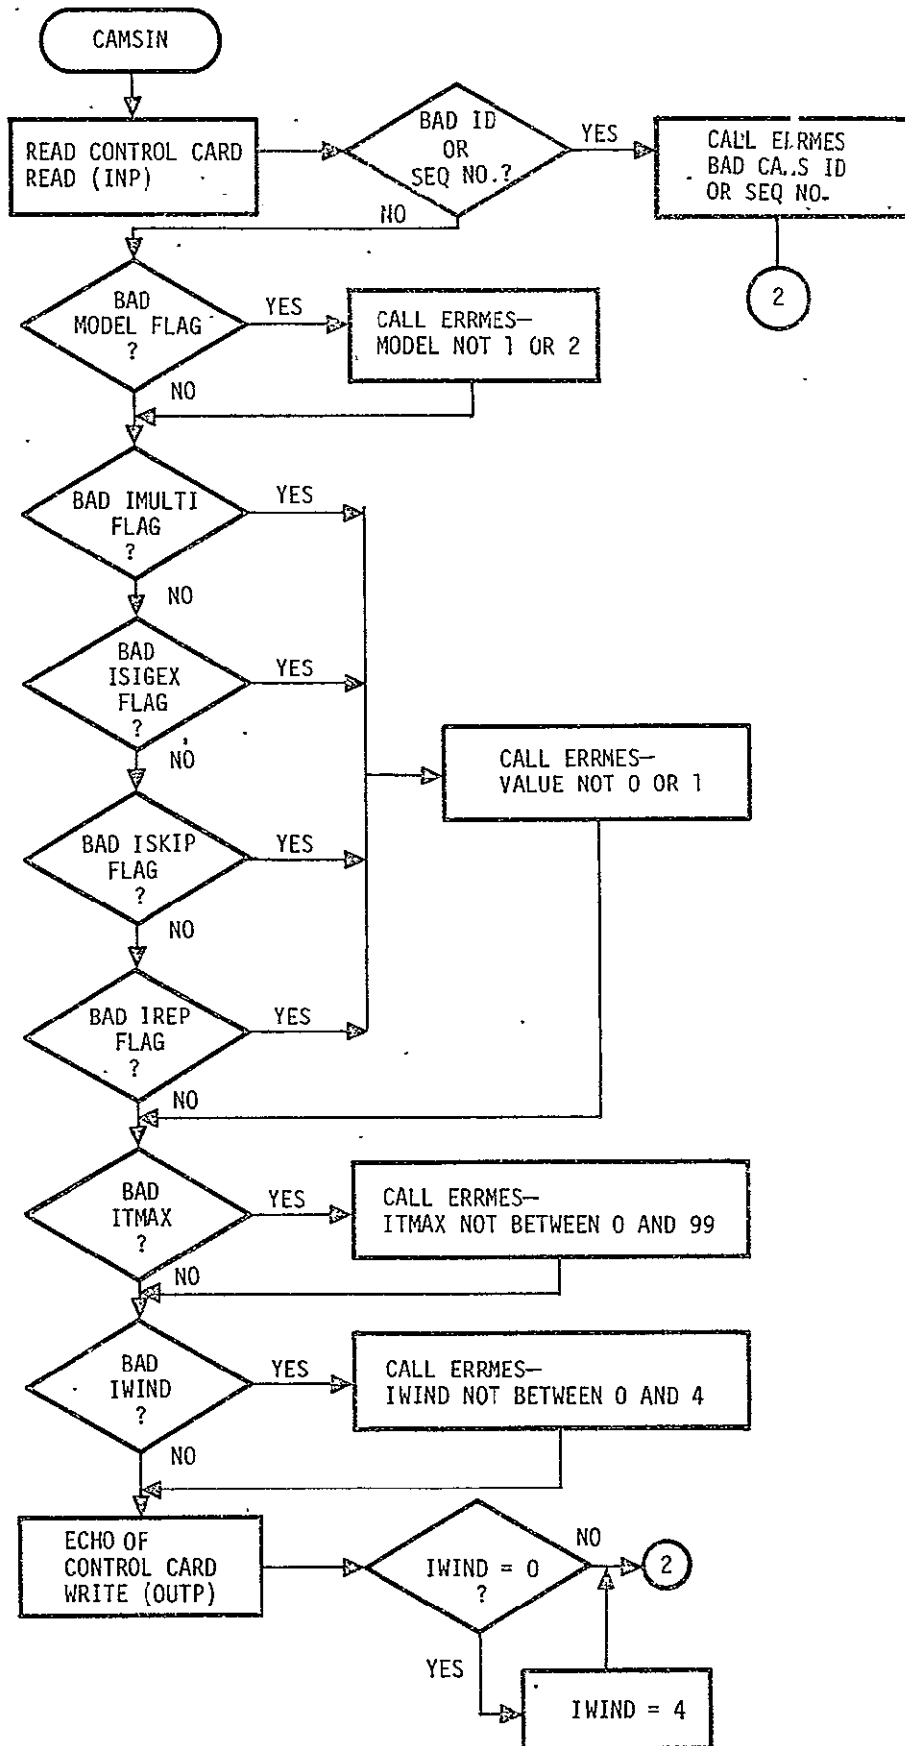 CAMSIN
READ CONTROL CARD
READ (INP)
BAD ID
OR
SEQ NO.?
YES
CALL ERRMES
BAD CAMS ID
OR SEQ NO.
2
NO
BAD
MODEL FLAG
?
YES
CALL ERRMES—
MODEL NOT 1 OR 2
NO
BAD IMULTI
FLAG
?
YES
NO
BAD
ISIGEX
FLAG
?
YES
NO
CALL ERRMES—
VALUE NOT 0 OR 1
BAD ISKIP
FLAG
?
YES
NO
BAD IREP
FLAG
?
YES
NO
BAD
ITMAX
?
YES
CALL ERRMES—
ITMAX NOT BETWEEN 0 AND 99
NO
BAD
IWIND
?
YES
CALL ERRMES—
IWIND NOT BETWEEN 0 AND 4
NO
ECHO OF
CONTROL CARD
WRITE (OUTP)
IWIND = 0
?
NO
2
YES
IWIND = 4